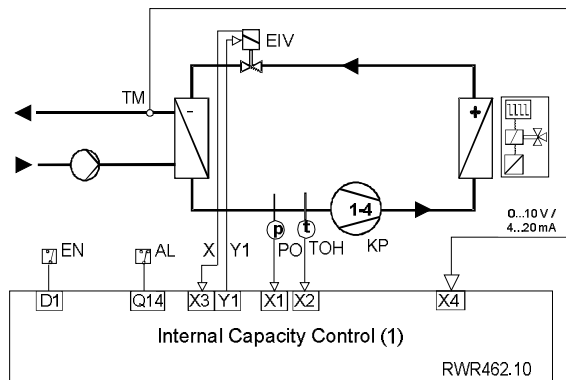 EIV
TM
-
+
1-4
0...10 V /
4...20 mA
p
t
EN
AL
X
Y1
PO
TOH
KP
D1
Q14
X3
Y1
X1
X2
X4
Internal Capacity Control (1)
RWR462.10